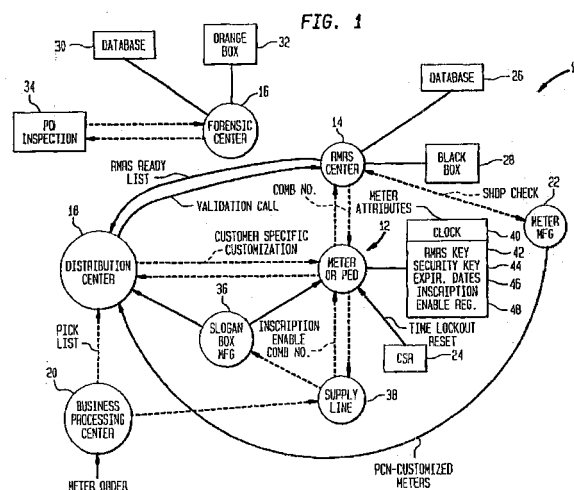 FIG. 1
30
DATABASE
ORANGE
BOX
32
34
PO
INSPECTION
16
FORENSIC
CENTER
DATABASE
26
14
RMRS
CENTER
BLACK
BOX
28
RMRS READY
LIST
VALIDATION CALL
COMB NO.
METER
ATTRIBUTES
SHOP CHECK
22
METER
MFG
18
DISTRIBUTION
CENTER
CUSTOMER SPECIFIC
CUSTOMIZATION
12
METER
OR PED
CLOCK
RMRS KEY
SECURITY KEY
EXPIR. DATES
INSCRIPTION
ENABLE REG.
40
42
44
46
48
36
SLOGAN
BOX MFG
INSCRIPTION
ENABLE
COMB NO.
TIME LOCKOUT
RESET
CSR
24
PICK
LIST
20
BUSINESS
PROCESSING
CENTER
SUPPLY
LINE
38
METER ORDER
PCN-CUSTOMIZED
METERS